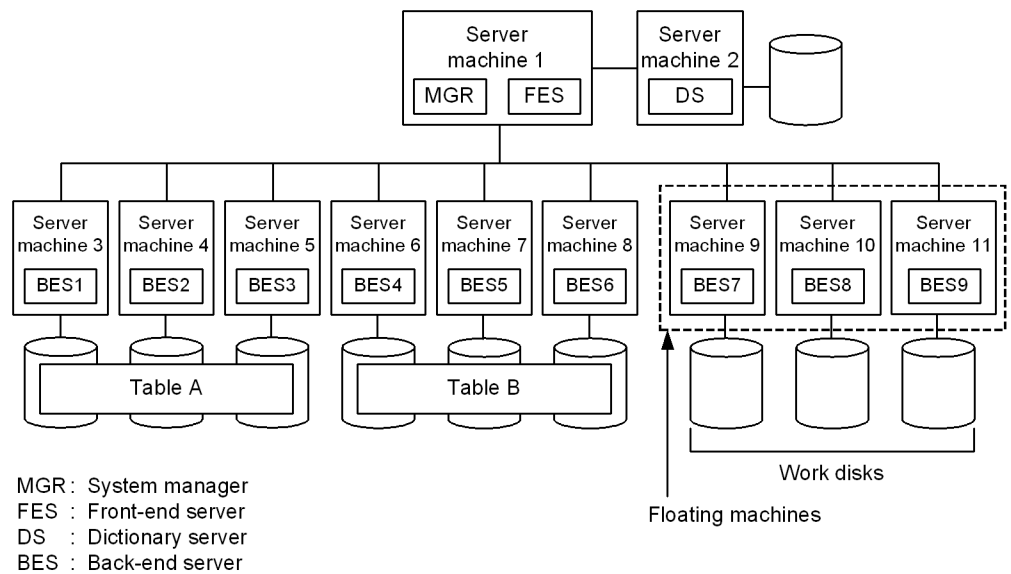 Server
machine 1
MGR
FES
Server
machine 2
DS
Server
machine 3
BES1
Server
machine 4
BES2
Server
machine 5
BES3
Server
machine 6
BES4
Server
machine 7
BES5
Server
machine 8
BES6
Server
machine 9
BES7
Server
machine 10
BES8
Server
machine 11
BES9
Table A
Table B
Work disks
Floating machines
MGR : System manager
FES : Front-end server
DS : Dictionary server
BES : Back-end server